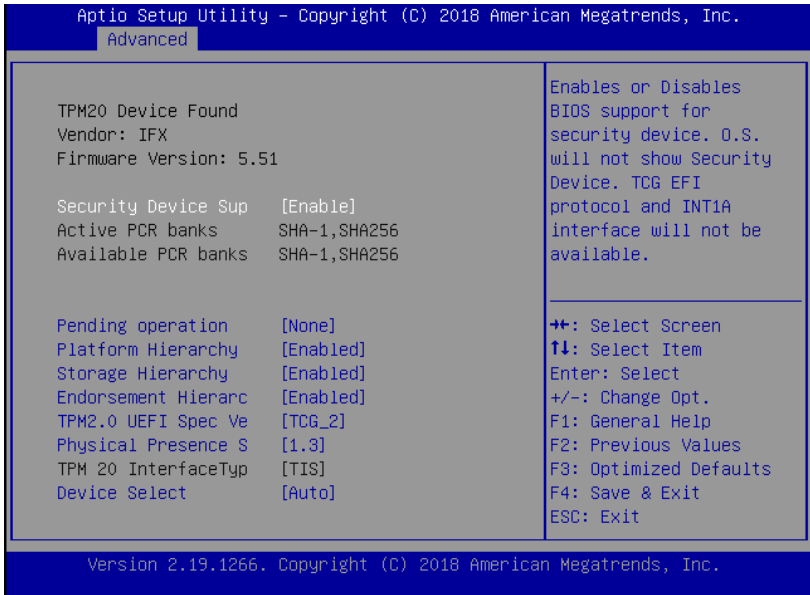 Aptio Setup Utility – Copyright (C) 2018 American Megatrends, Inc.
Advanced
TPM20 Device Found
Vendor: IFX
Firmware Version: 5.51
Security Device Sup [Enable]
Active PCR banks SHA-1,SHA256
Available PCR banks SHA-1,SHA256
Pending operation [None]
Platform Hierarchy [Enabled]
Storage Hierarchy [Enabled]
Endorsement Hierarc [Enabled]
TPM2.0 UEFI Spec Ve [TCG_2]
Physical Presence S [1.3]
TPM 20 InterfaceTyp [TIS]
Device Select [Auto]
Enables or Disables
BIOS support for
security device. O.S.
will not show Security
Device. TCG EFI
protocol and INT1A
interface will not be
available.
→←: Select Screen
↑↓: Select Item
Enter: Select
+/-: Change Opt.
F1: General Help
F2: Previous Values
F3: Optimized Defaults
F4: Save & Exit
ESC: Exit
Version 2.19.1266. Copyright (C) 2018 American Megatrends, Inc.